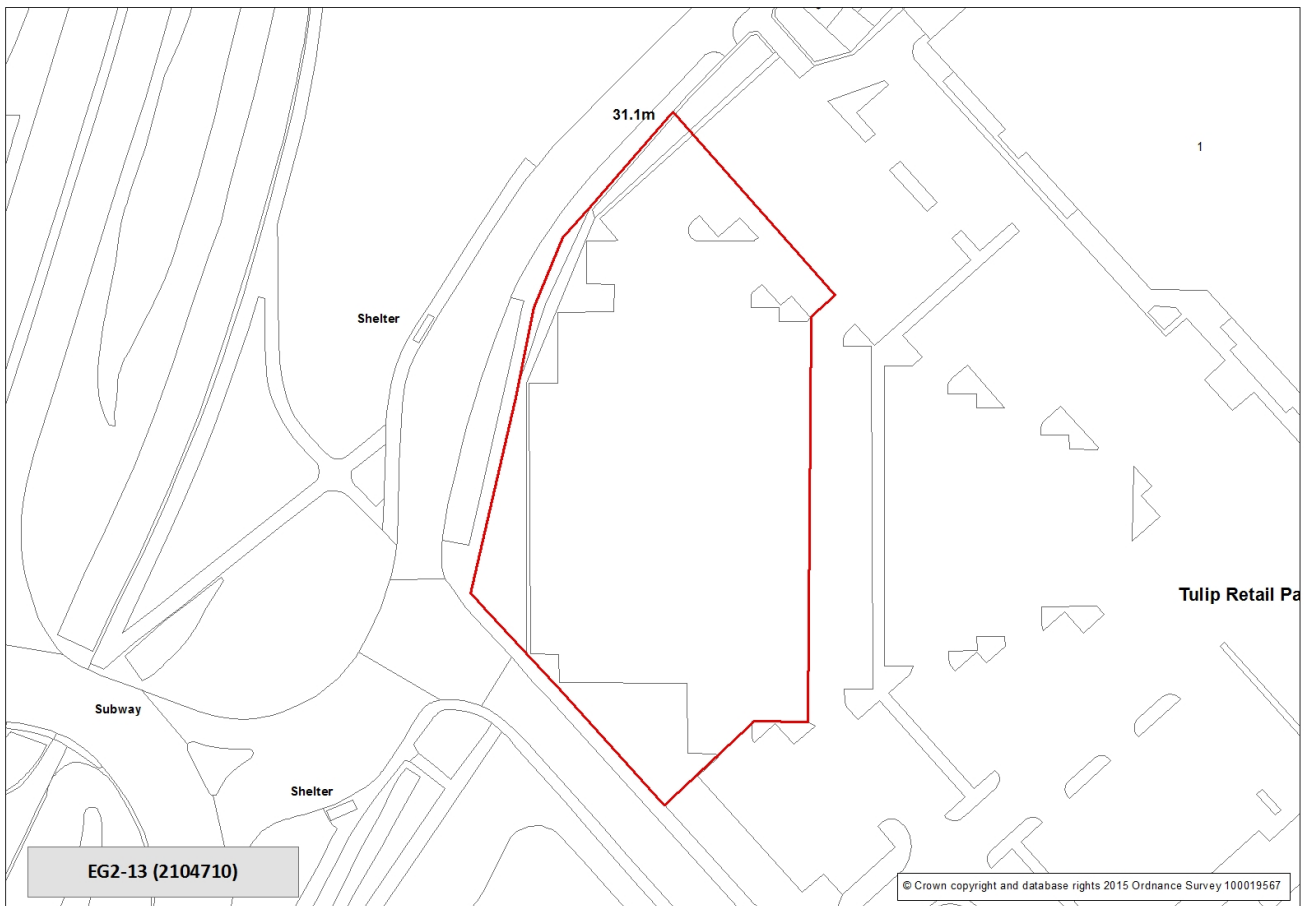 31.1m
1
Shelter
Tulip Retail Pa
Subway
Shelter
EG2-13 (2104710)
© Crown copyright and database rights 2015 Ordnance Survey 100019567